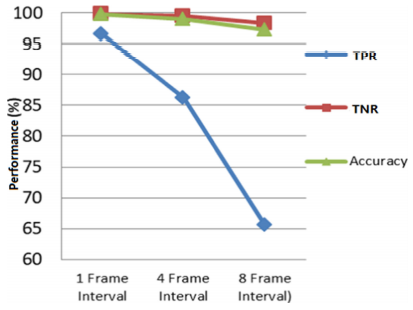 100
95
90
85
80
75
70
65
60
Performance (%)
1 Frame
Interval
4 Frame
Interval
8 Frame
Interval)
TPR
TNR
Accuracy